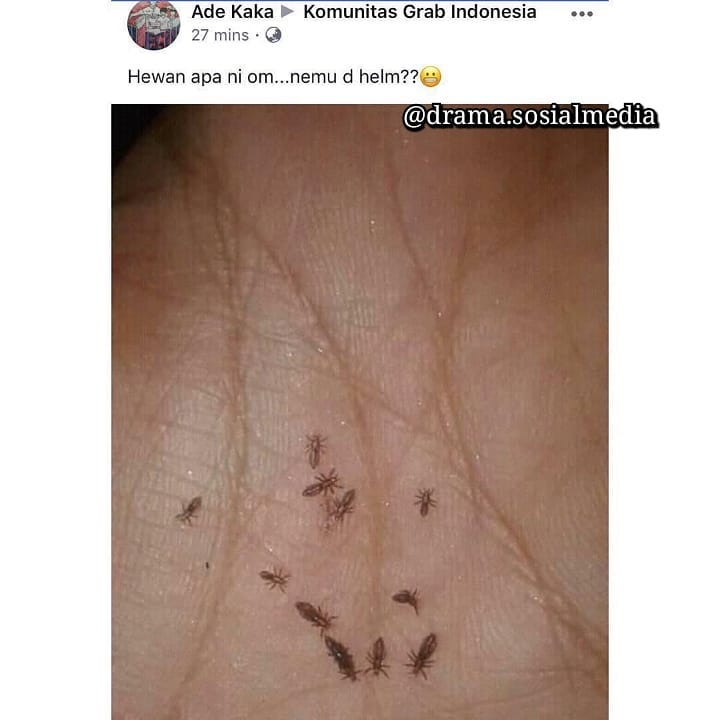 Ade Kaka ▶ Komunitas Grab Indonesia
27 mins ·
Hewan apa ni om...nemu d helm??😬
@drama.sosialmedia